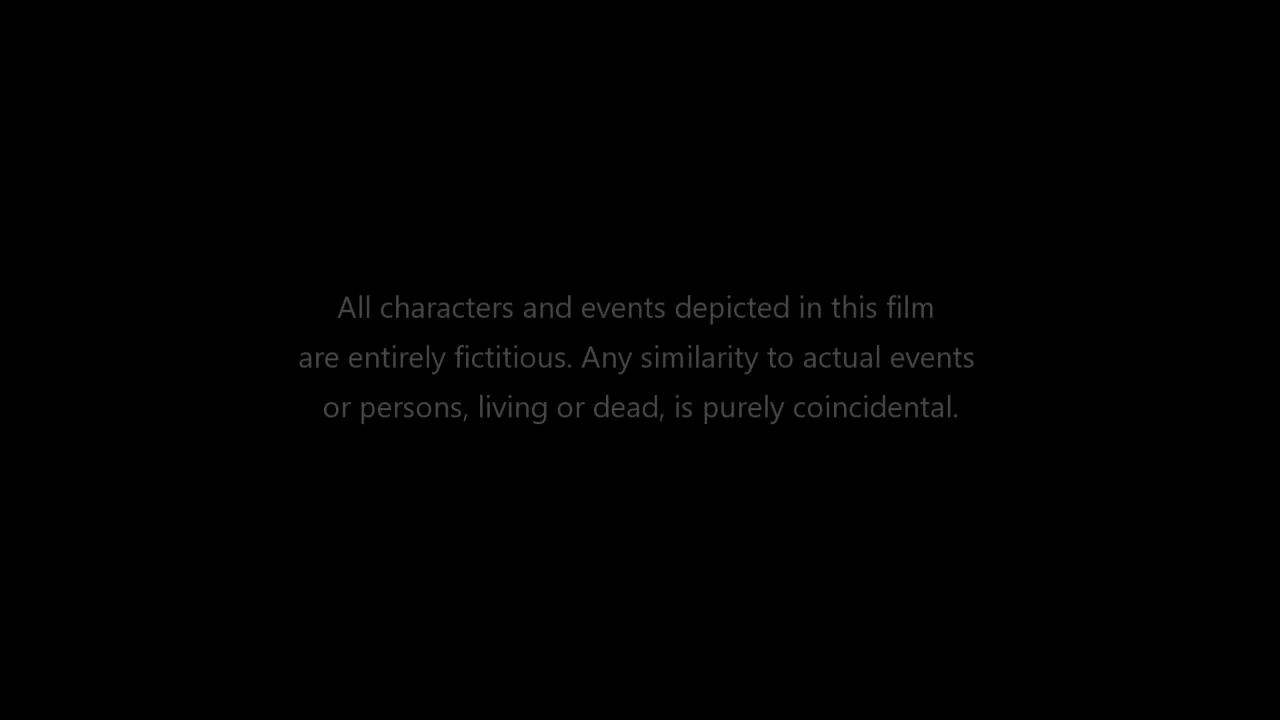 All characters and events depicted in this film
are entirely fictitious. Any similarity to actual events
or persons, living or dead, is purely coincidental.